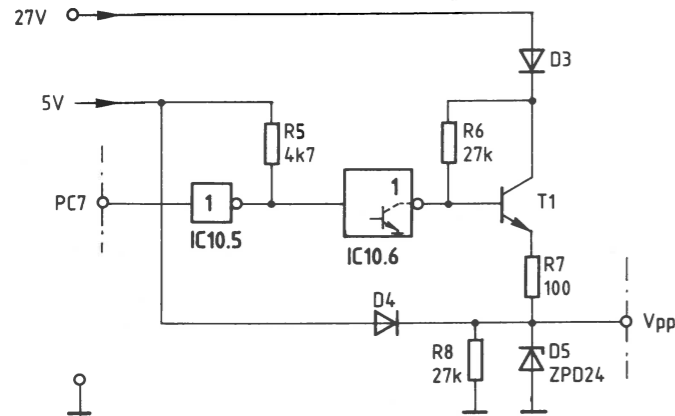 27V
D3
5V
R5
4k7
R6
27k
PC7
1
1
T1
IC10.5
IC10.6
R7
100
D4
Vpp
R8
27k
D5
ZPD24